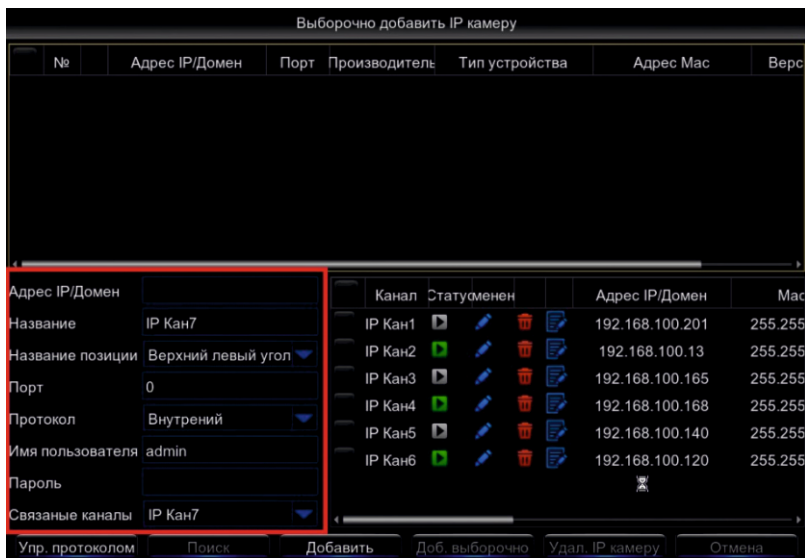 Выборочно добавить IP камеру
№ Адрес IP/Домен Порт Производитель Тип устройства Адрес Mac Верс
Адрес IP/Домен
Название IP Кан7
Название позиции Верхний левый угол
Порт 0
Протокол Внутрений
Имя пользователя admin
Пароль
Связаные каналы IP Кан7
Канал Статус менен Адрес IP/Домен Мас
IP Кан1 192.168.100.201 255.255
IP Кан2 192.168.100.13 255.255
IP Кан3 192.168.100.165 255.255
IP Кан4 192.168.100.168 255.255
IP Кан5 192.168.100.140 255.255
IP Кан6 192.168.100.120 255.255
Упр. протоколом Поиск Добавить Доб. выборочно Удал. IP камеру Отмена